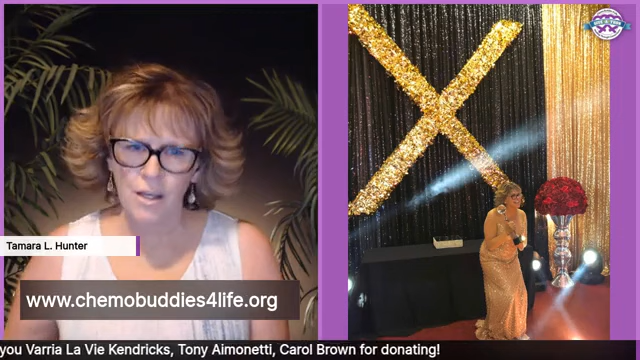 Tamara L. Hunter
www.chemobuddies4life.org
you Varria La Vie Kendricks, Tony Aimonetti, Carol Brown for donating!